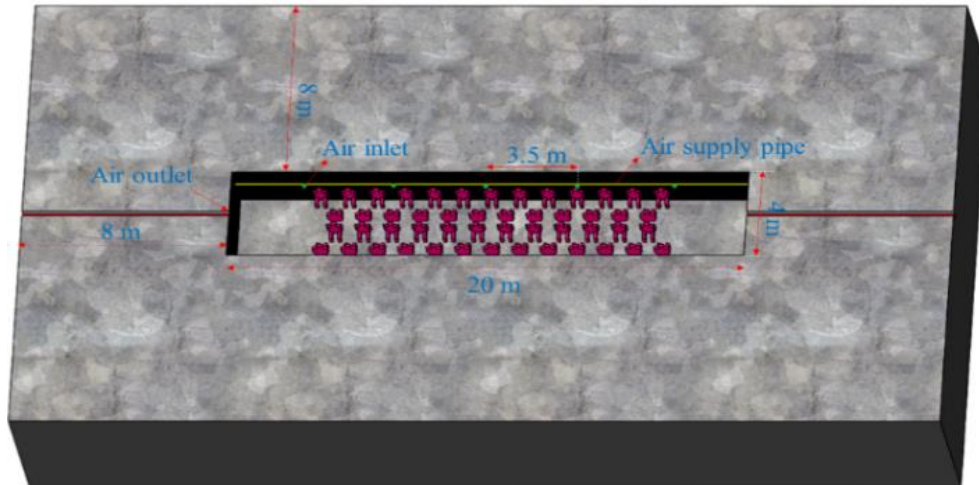 8 m
Air inlet
3.5 m
Air supply pipe
Air outlet
4 m
8 m
20 m